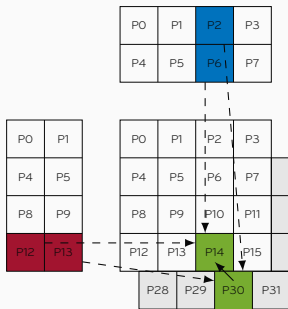 P0 P1 P2 P3
P4 P5 P6 P7
P0 P1 P0 P1 P2 P3
P4 P5 P4 P5 P6 P7
P8 P9 P8 P9 P10 P11
P12 P13 P12 P13 P14 P15
P28 P29 P30 P31